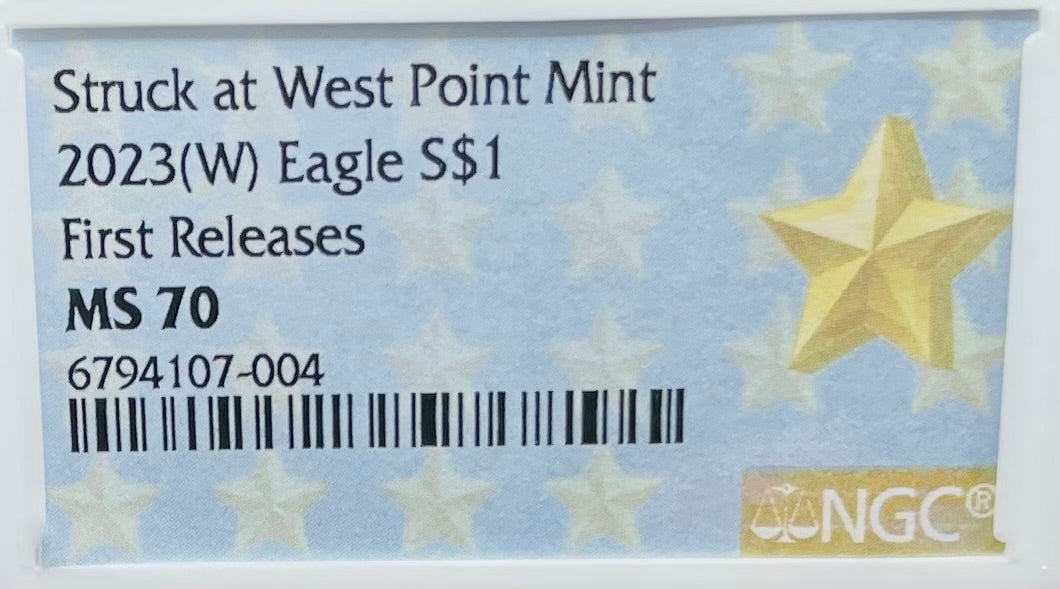 Struck at West Point Mint
2023(W) Eagle S$1
First Releases
MS 70
6794107-004
NGC®